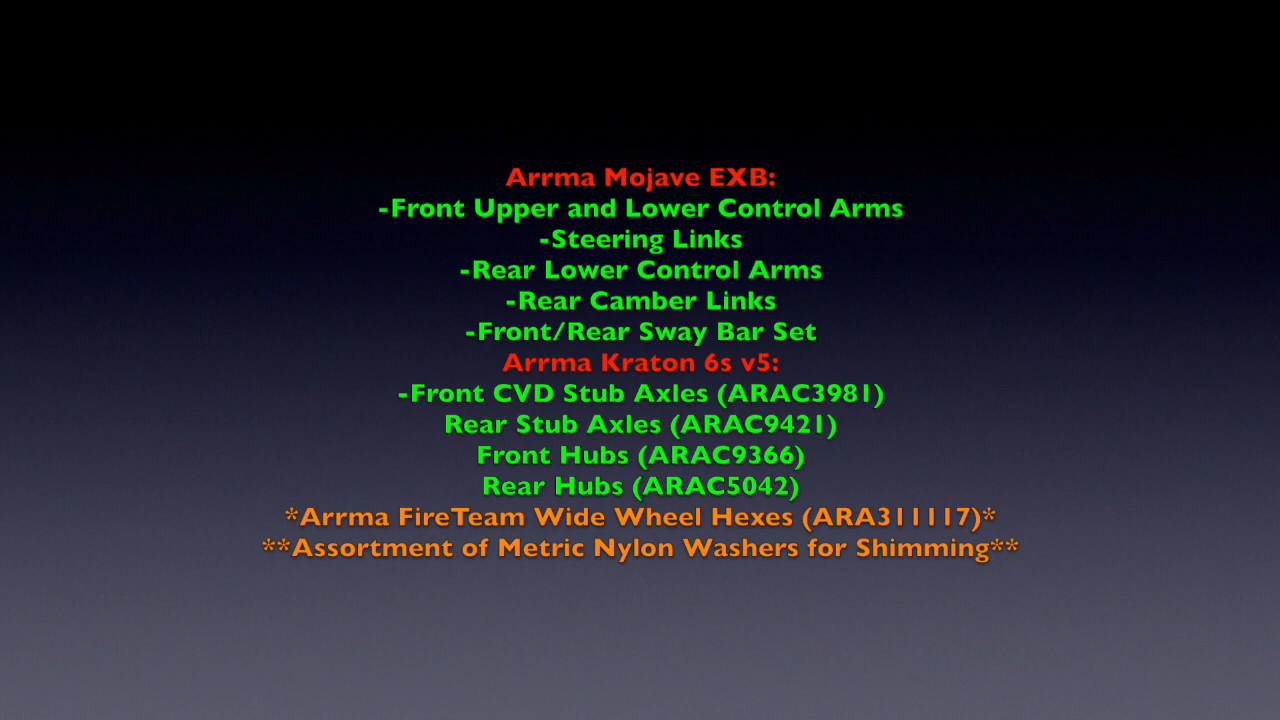 Arrma Mojave EXB:
-Front Upper and Lower Control Arms
-Steering Links
-Rear Lower Control Arms
-Rear Camber Links
-Front/Rear Sway Bar Set
Arrma Kraton 6s v5:
-Front CVD Stub Axles (ARAC3981)
Rear Stub Axles (ARAC9421)
Front Hubs (ARAC9366)
Rear Hubs (ARAC5042)
*Arrma FireTeam Wide Wheel Hexes (ARA311117)*
**Assortment of Metric Nylon Washers for Shimming**